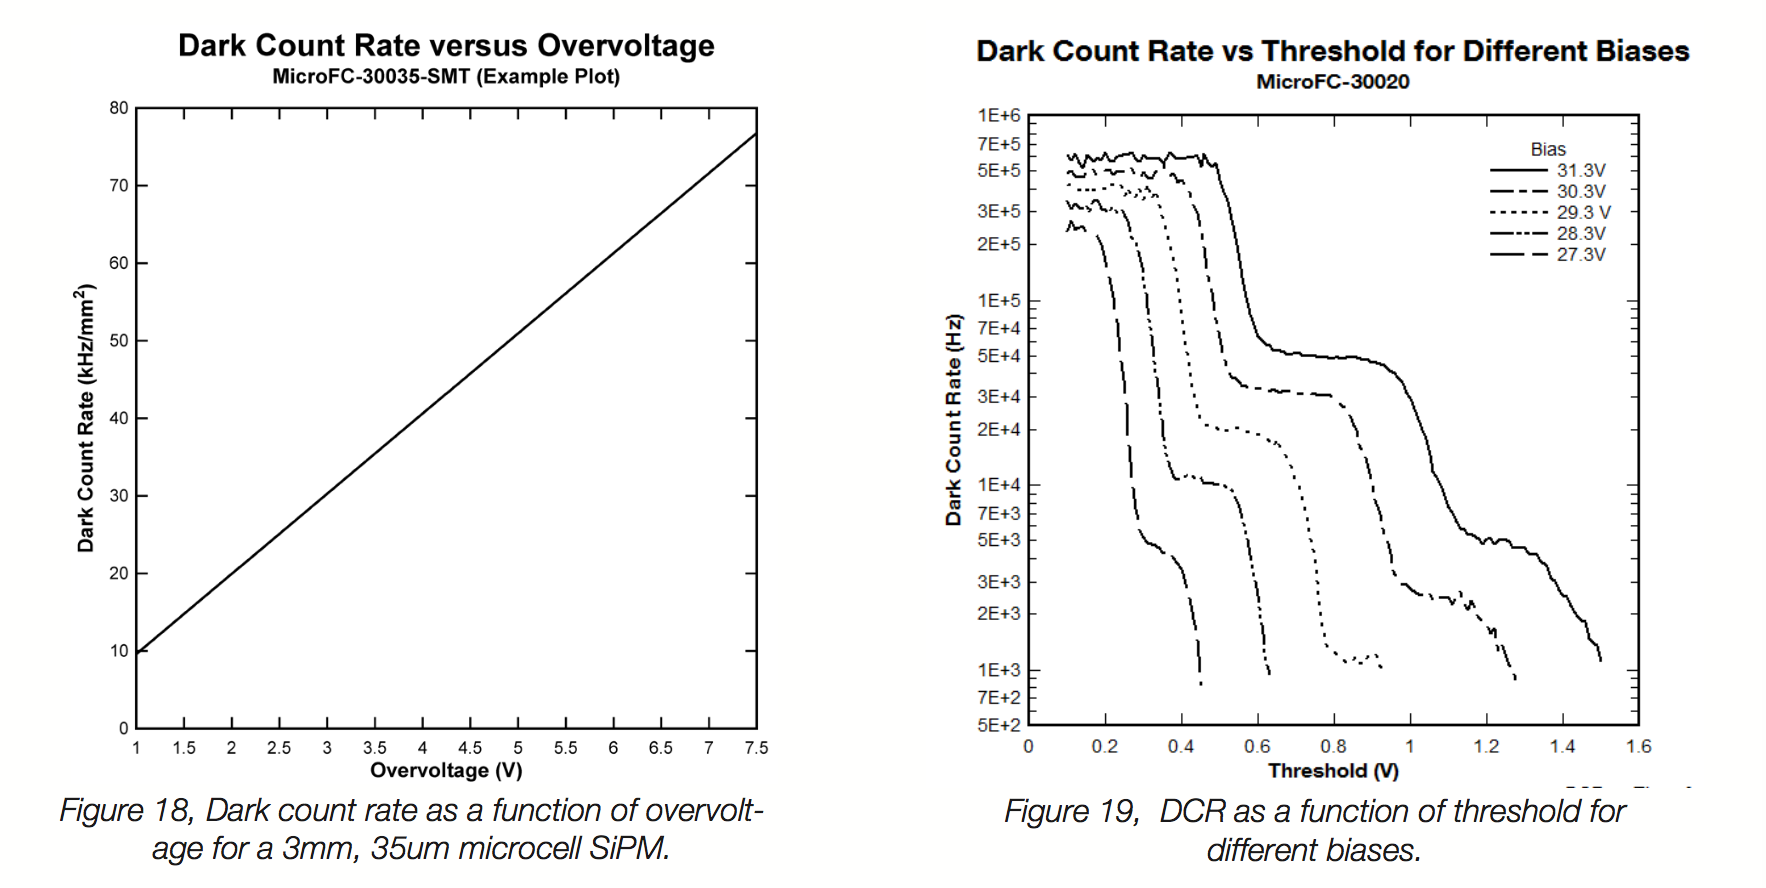 Dark Count Rate versus Overvoltage
MicroFC-30035-SMT (Example Plot)
80
70
60
50
40
30
20
10
0
Dark Count Rate (kHz/mm2)
1 1.5 2 2.5 3 3.5 4 4.5 5 5.5 6 6.5 7 7.5
Overvoltage (V)
Figure 18, Dark count rate as a function of overvolt-
age for a 3mm, 35um microcell SiPM.
Dark Count Rate vs Threshold for Different Biases
MicroFC-30020
1E+6
7E+5
5E+5
3E+5
2E+5
1E+5
7E+4
5E+4
3E+4
2E+4
1E+4
7E+3
5E+3
3E+3
2E+3
1E+3
7E+2
5E+2
Dark Count Rate (Hz)
Bias
31.3V
30.3V
29.3 V
28.3V
27.3V
0 0.2 0.4 0.6 0.8 1 1.2 1.4 1.6
Threshold (V)
Figure 19, DCR as a function of threshold for
different biases.